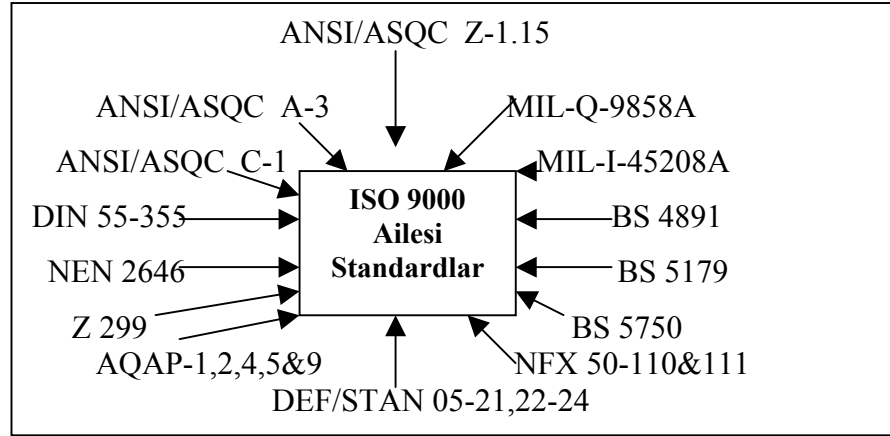 ANSI/ASQC Z-1.15
ANSI/ASQC A-3
MIL-Q-9858A
ANSI/ASQC C-1
MIL-I-45208A
ISO 9000
Ailesi
Standardlar
DIN 55-355
BS 4891
NEN 2646
BS 5179
Z 299
BS 5750
AQAP-1,2,4,5&9
NFX 50-110&111
DEF/STAN 05-21,22-24